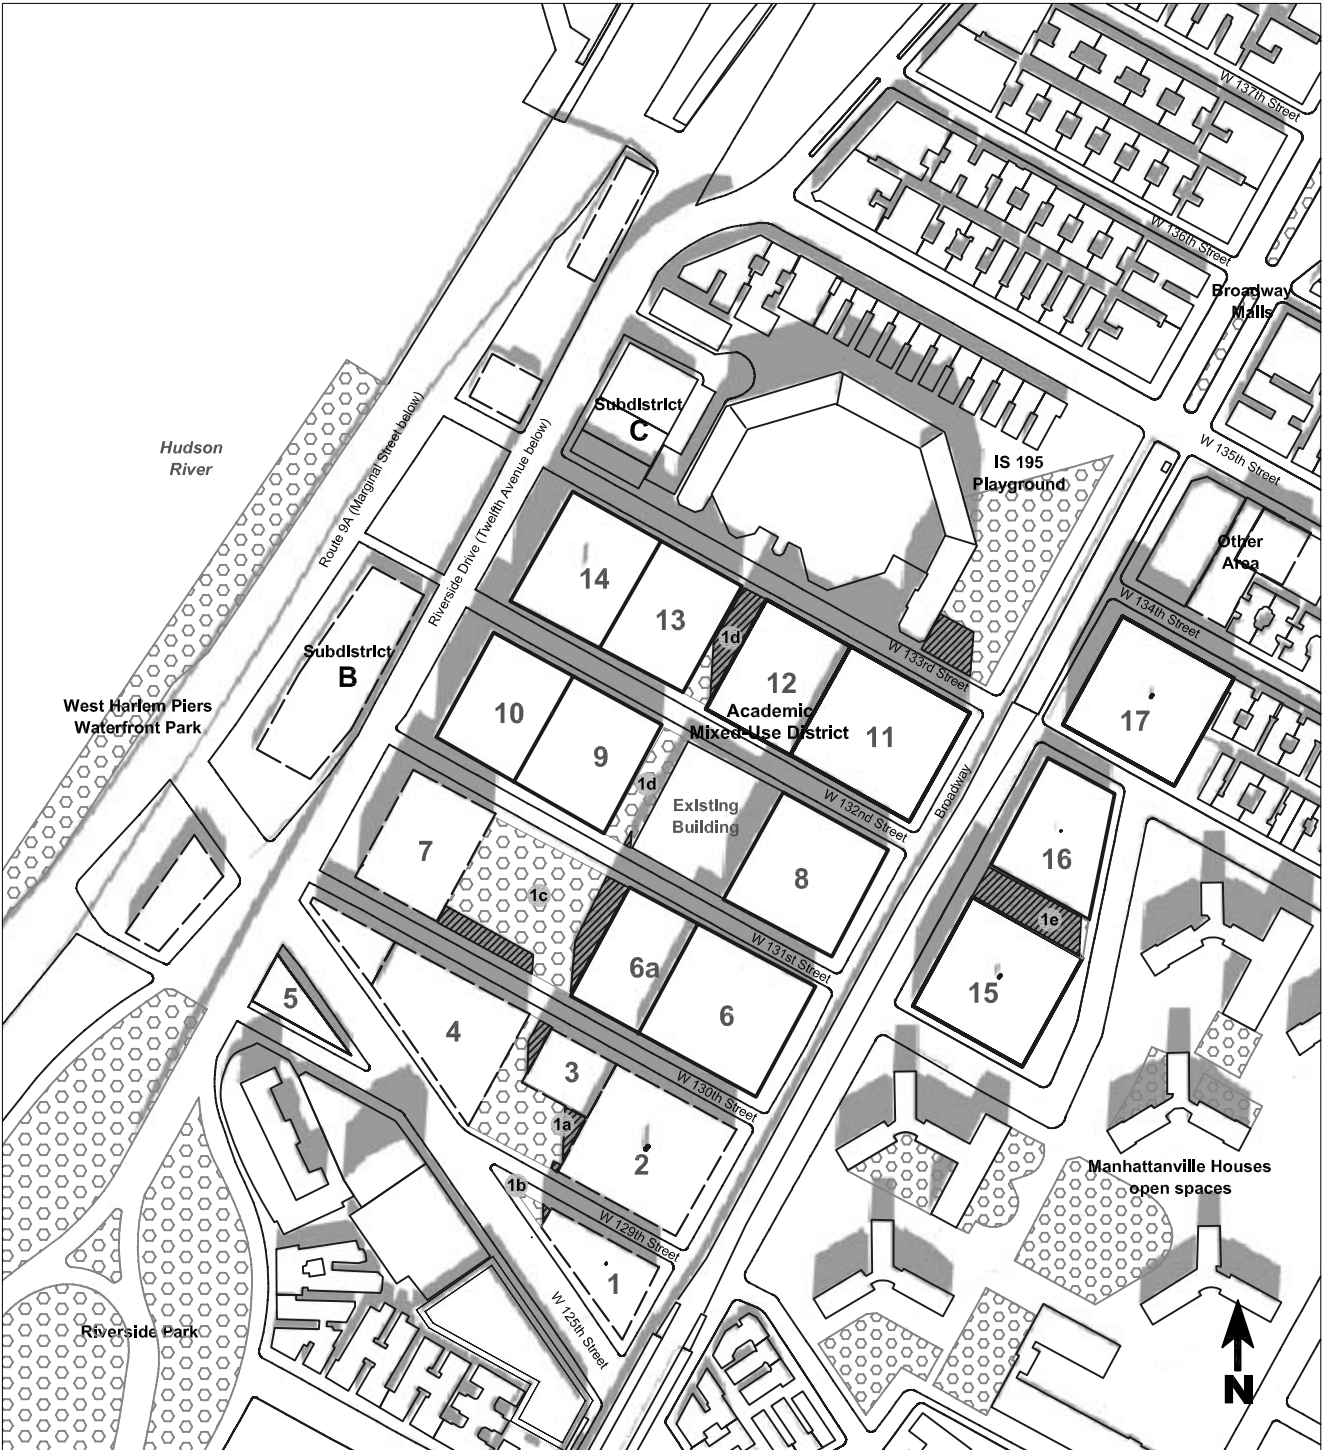 W 137th Street
W 136th Street
Broadway
Malls
Subdistrict
C
Hudson
River
W 135th Street
IS 195
Playground
Route 9A (Marginal Street below)
Riverside Drive (Twelfth Avenue below)
Other
Area
14
13
1d
W 134th Street
W 133rd Street
Subdistrict
B
12
17
West Harlem Piers
Waterfront Park
10
Academic
Mixed-Use District
11
9
1d
Existing
Building
W 132nd Street
Broadway
7
16
8
1c
1e
W 131st Street
6a
15
5
6
4
3
W 130th Street
1a
2
Manhattanville Houses
open spaces
1b
W 129th Street
1
Riverside Park
W 125th Street
N